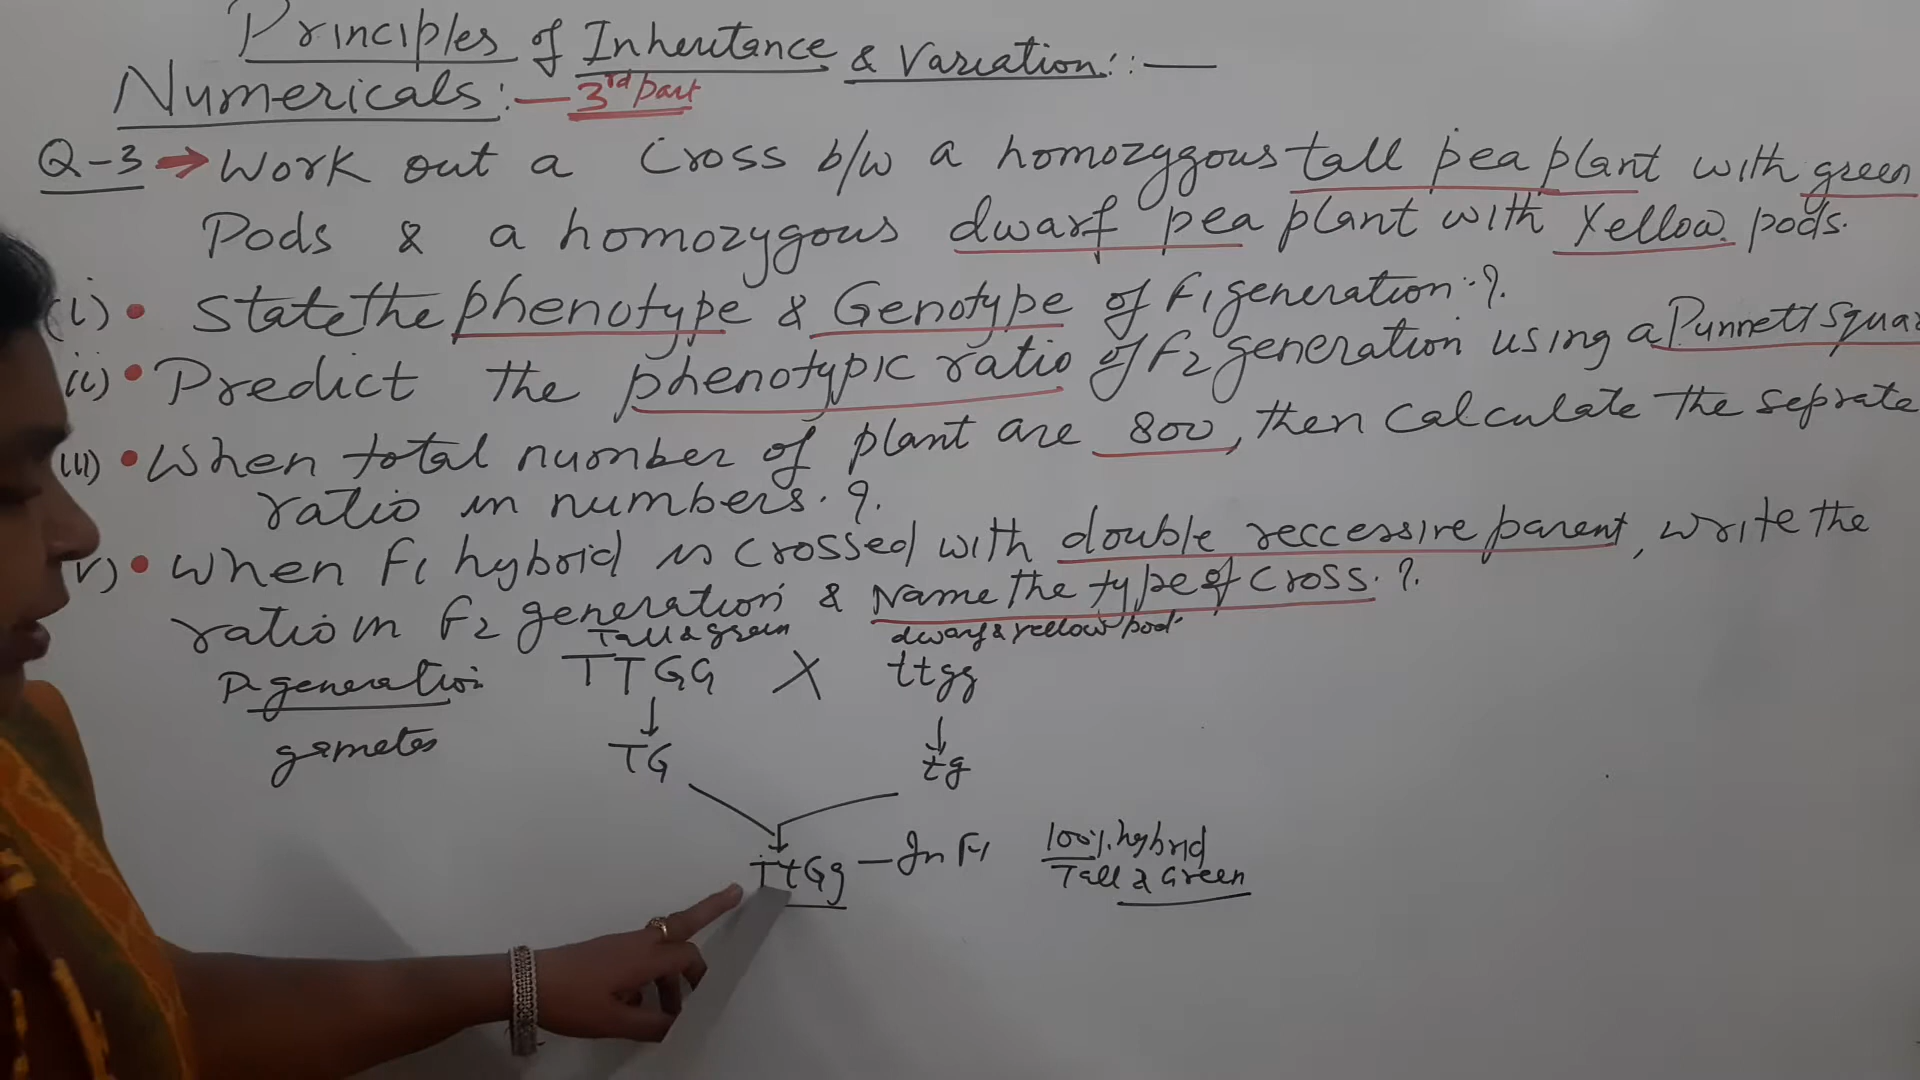 Principles of Inheritance & Variation::—
Numericals:— 3rd part
Q-3 → Work out a Cross b/w a homozygous tall pea plant with green
Pods & a homozygous dwarf pea plant with Yellow pods.
(i) • State the phenotype & Genotype of F1 generation?
(ii) • Predict the phenotypic ratio of F2 generation using a Punnett Squar
(iii) • When total number of plant are 800, then Calculate the seprate
ratio in numbers?
v) • When F1 hybrid is crossed with double reccessive parent, write the
ratio in F2 generation & Name the type of Cross?
Tall & green dwarf & yellow pod
P-generation TTGG X ttgg
gametes TG tg
TtGg — In F1 100% hybrid
Tall & Green